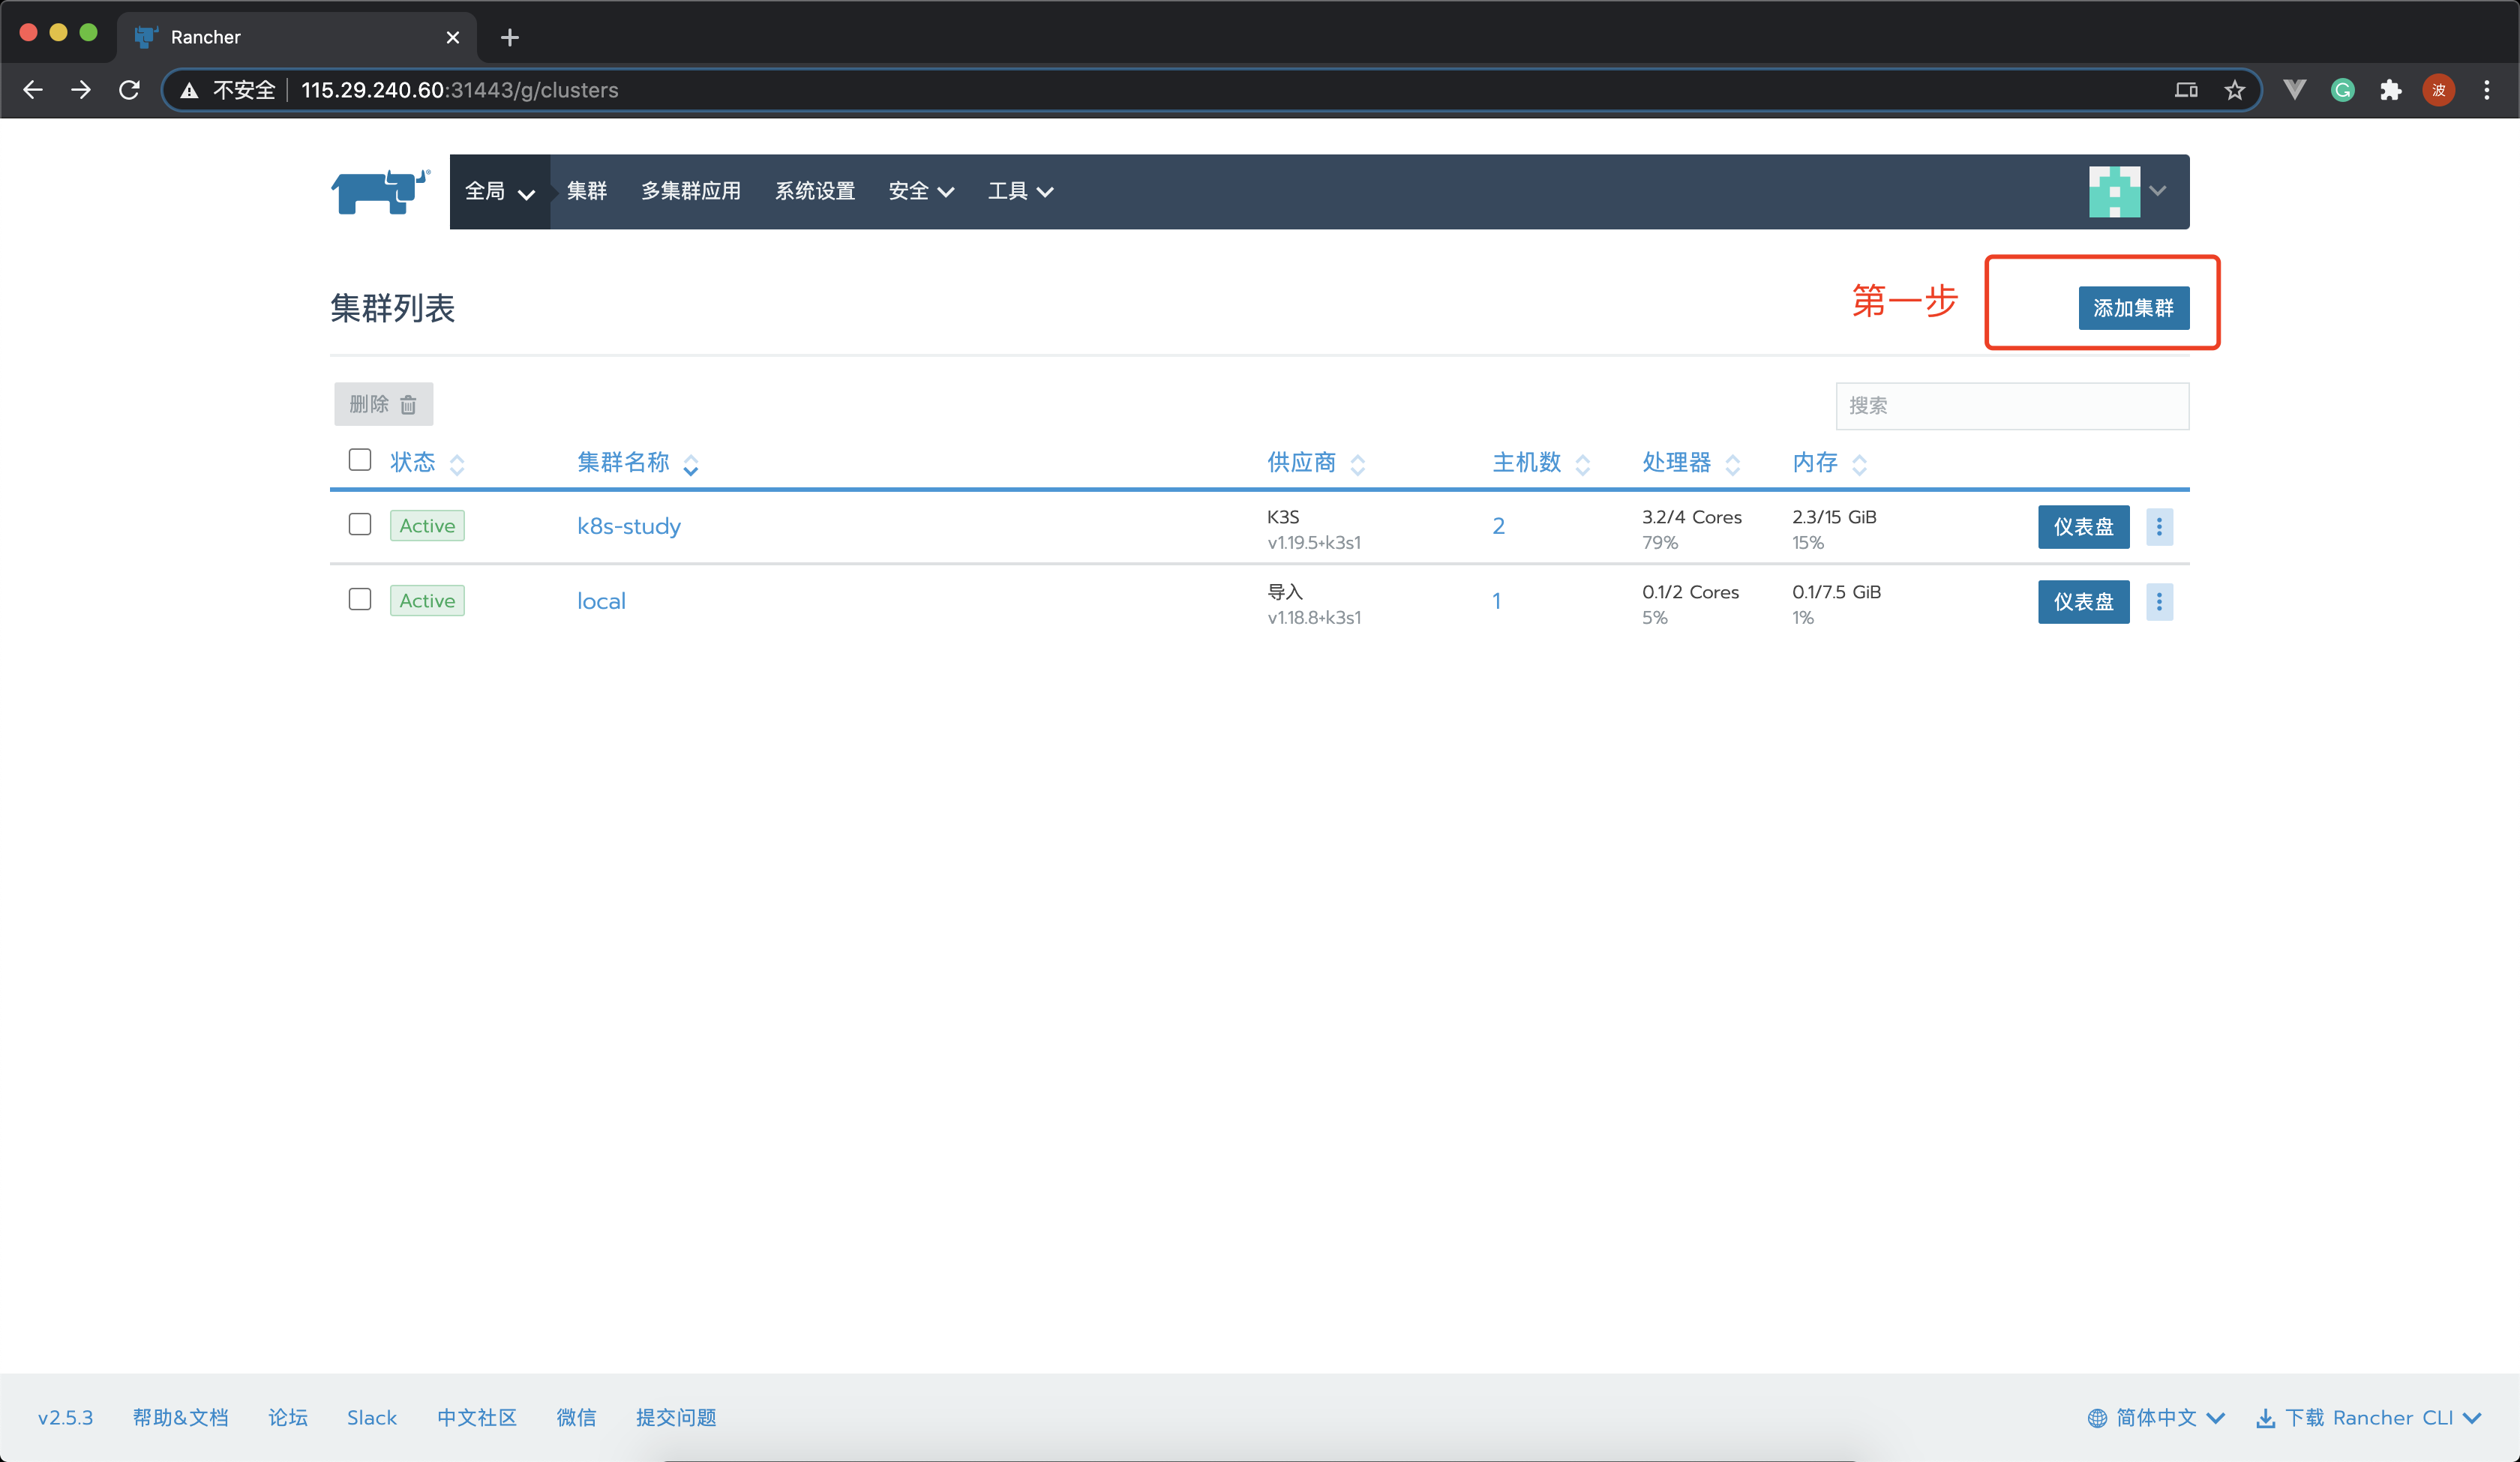 Rancher
不安全 115.29.240.60:31443/g/clusters
波
全局 集群 多集群应用 系统设置 安全 工具
集群列表
第一步
添加集群
删除
搜索
状态 集群名称 供应商 主机数 处理器 内存
Active k8s-study K3S 2 3.2/4 Cores 2.3/15 GiB 仪表盘
v1.19.5+k3s1 79% 15%
Active local 导入 1 0.1/2 Cores 0.1/7.5 GiB 仪表盘
v1.18.8+k3s1 5% 1%
v2.5.3 帮助&文档 论坛 Slack 中文社区 微信 提交问题 简体中文 下载 Rancher CLI